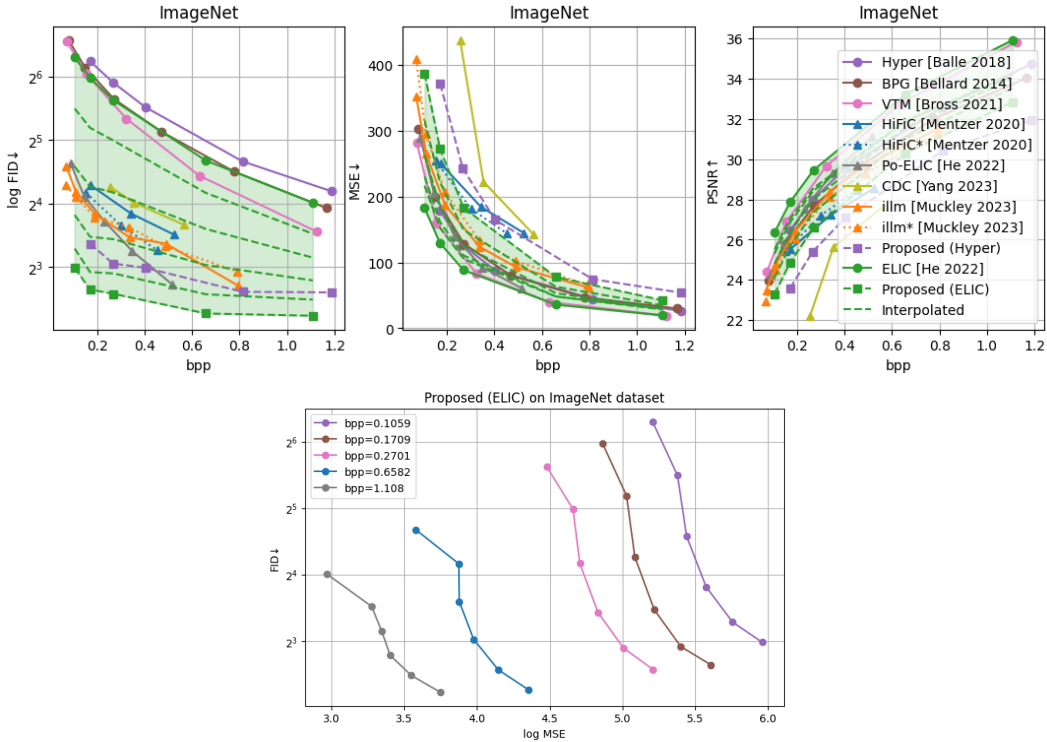 ImageNet
ImageNet
ImageNet
log FID↓
2^6
2^5
2^4
2^3
0.2 0.4 0.6 0.8 1.0 1.2
bpp
MSE↓
400
300
200
100
0
0.2 0.4 0.6 0.8 1.0 1.2
bpp
PSNR↑
36
34
32
30
28
26
24
22
0.2 0.4 0.6 0.8 1.0 1.2
bpp
Hyper [Balle 2018]
BPG [Bellard 2014]
VTM [Bross 2021]
HiFiC [Mentzer 2020]
HiFiC* [Mentzer 2020]
Po-ELIC [He 2022]
CDC [Yang 2023]
illm [Muckley 2023]
illm* [Muckley 2023]
Proposed (Hyper)
ELIC [He 2022]
Proposed (ELIC)
Interpolated
Proposed (ELIC) on ImageNet dataset
bpp=0.1059
bpp=0.1709
bpp=0.2701
bpp=0.6582
bpp=1.108
FID↓
2^6
2^5
2^4
2^3
3.0 3.5 4.0 4.5 5.0 5.5 6.0
log MSE